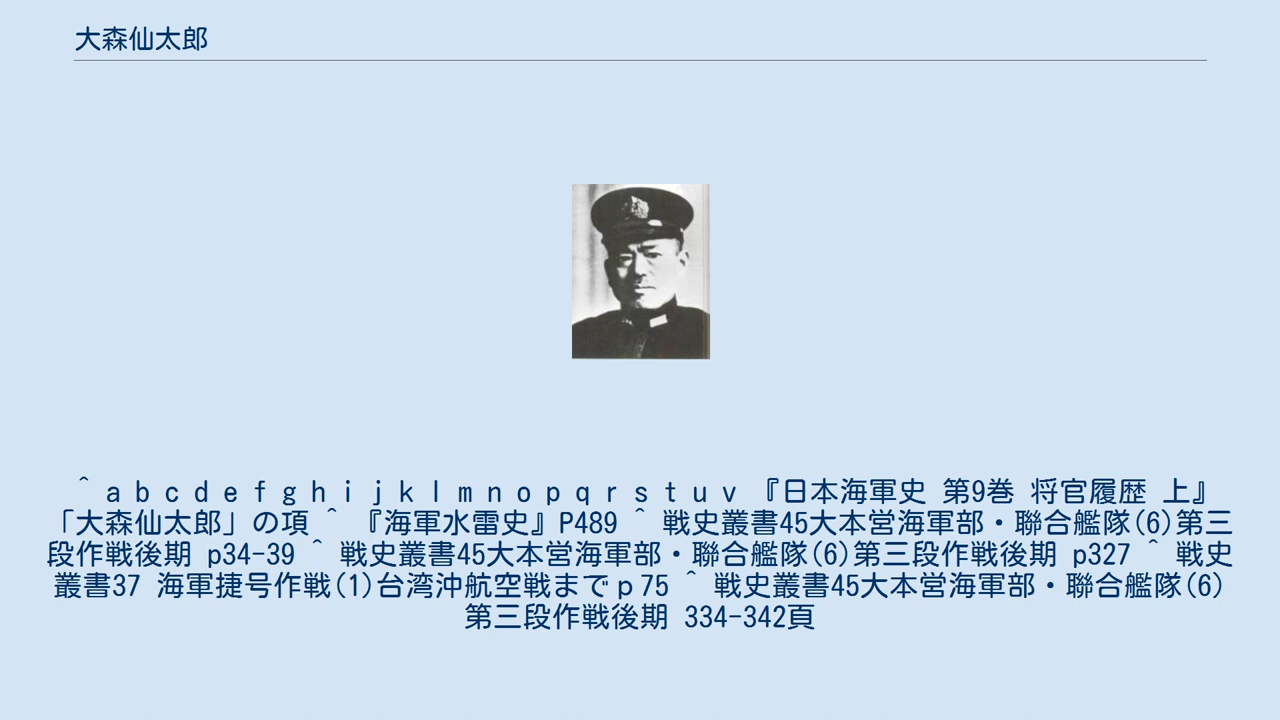 大森仙太郎
^ a b c d e f g h i j k l m n o p q r s t u v 『日本海軍史 第9巻 将官履歴 上』
「大森仙太郎」の項 ^ 『海軍水雷史』P489 ^ 戦史叢書45大本営海軍部・聯合艦隊(6)第三
段作戦後期 p34-39 ^ 戦史叢書45大本営海軍部・聯合艦隊(6)第三段作戦後期 p327 ^ 戦史
叢書37 海軍捷号作戦(1)台湾沖航空戦までｐ75 ^ 戦史叢書45大本営海軍部・聯合艦隊(6)
第三段作戦後期 334-342頁